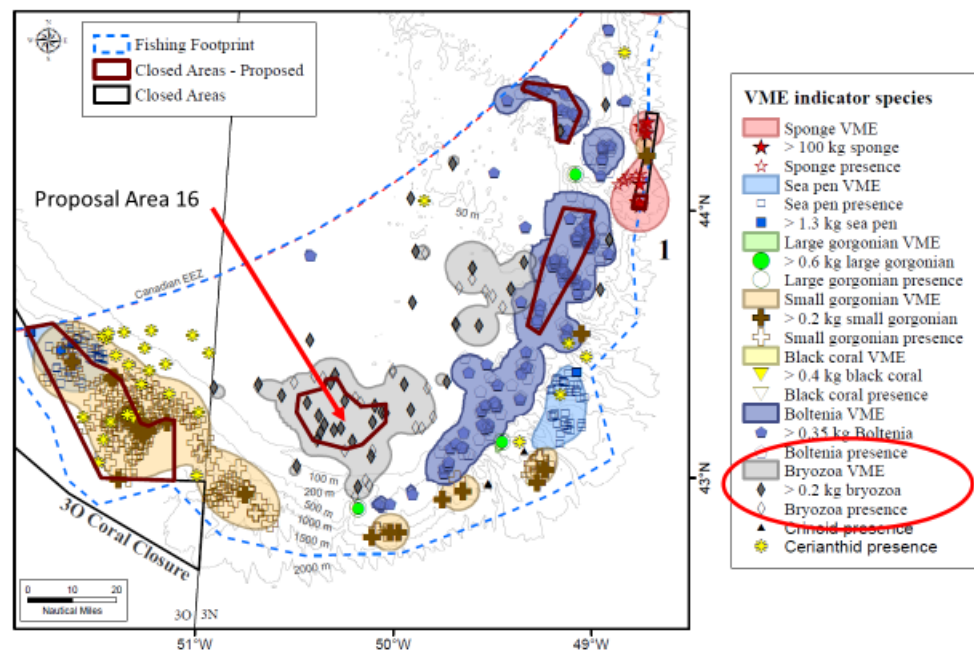 Fishing Footprint
Closed Areas - Proposed
Closed Areas
Proposal Area 16
50 m
Canadian EEZ
1
44°N
43°N
100 m
200 m
500 m
1000 m
1500 m
2000 m
3O Coral Closure
0 10 20
Nautical Miles
3O 3N
51°W
50°W
49°W
VME indicator species
Sponge VME
> 100 kg sponge
Sponge presence
Sea pen VME
Sea pen presence
> 1.3 kg sea pen
Large gorgonian VME
> 0.6 kg large gorgonian
Large gorgonian presence
Small gorgonian VME
> 0.2 kg small gorgonian
Small gorgonian presence
Black coral VME
> 0.4 kg black coral
Black coral presence
Boltenia VME
> 0.35 kg Boltenia
Boltenia presence
Bryozoa VME
> 0.2 kg bryozoa
Bryozoa presence
Crinoid presence
Cerianthid presence